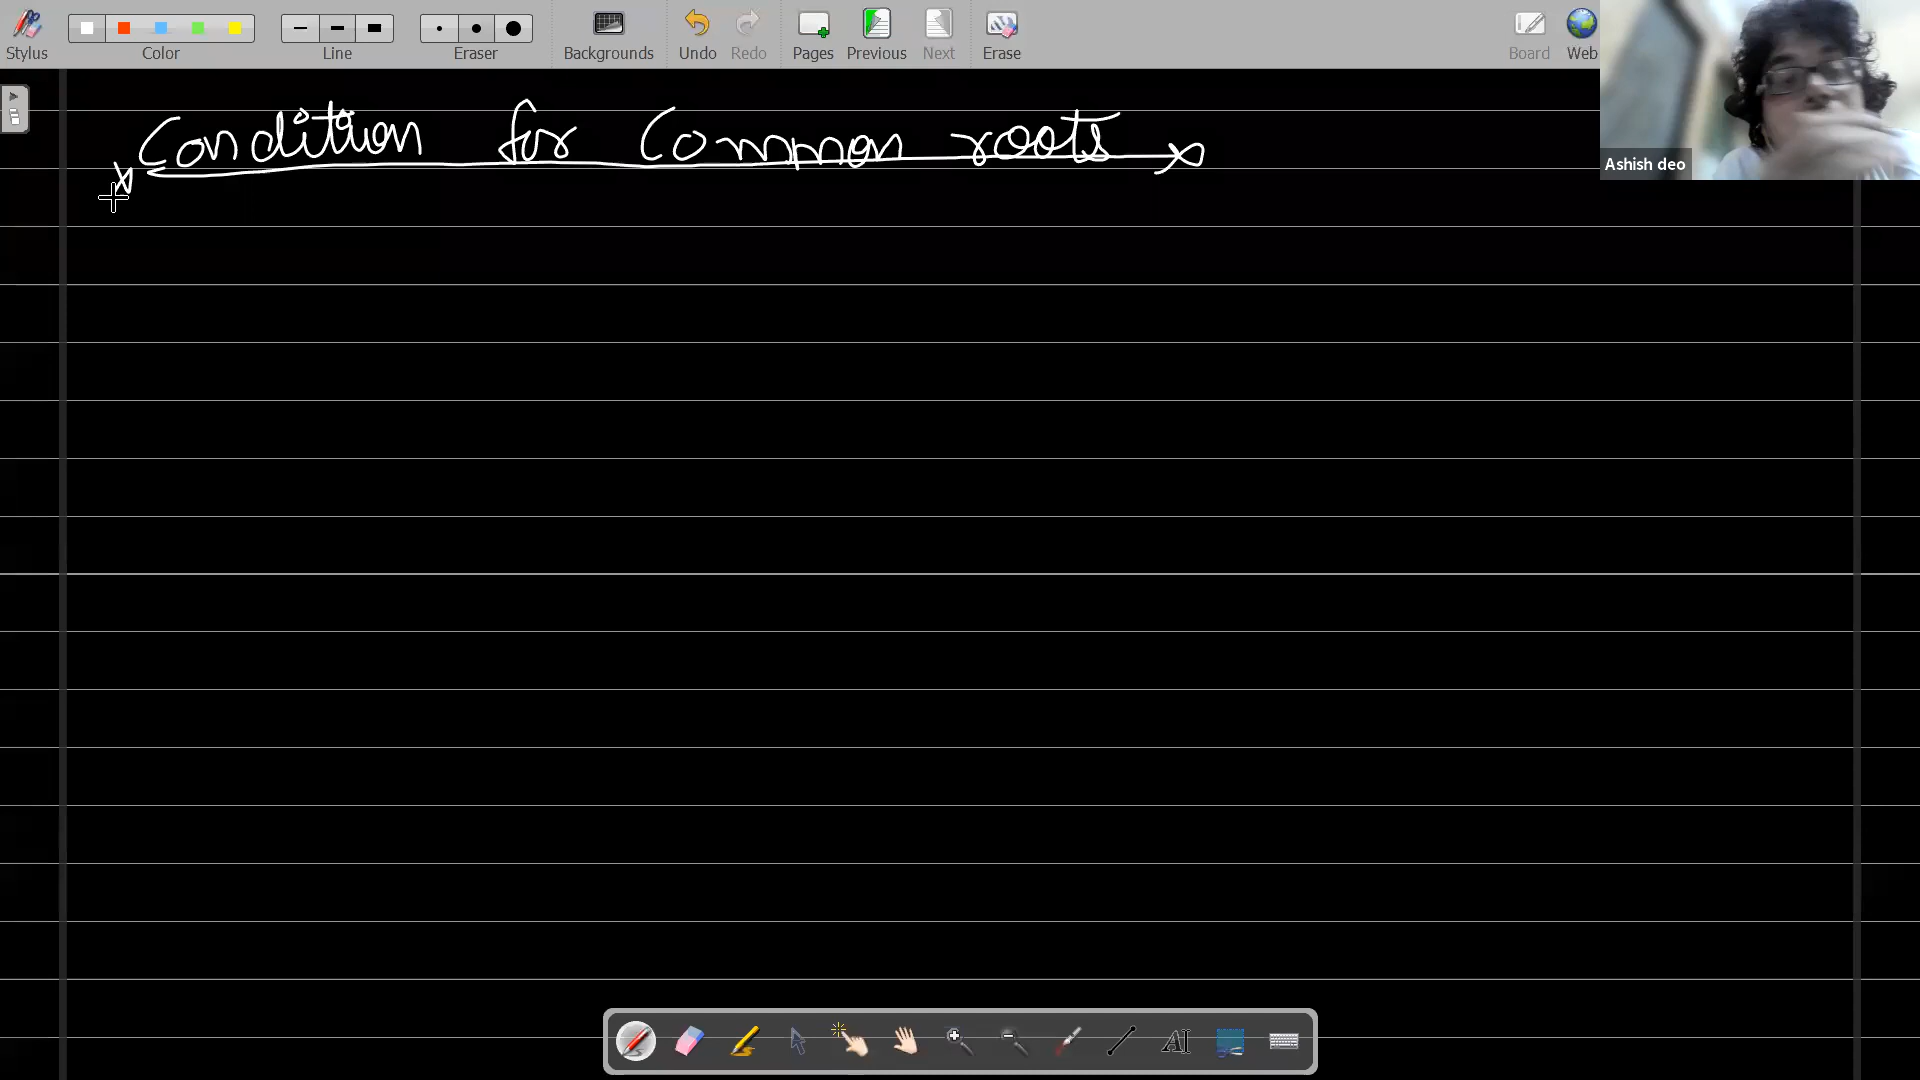 Stylus Color Line Eraser Backgrounds Undo Redo Pages Previous Next Erase Board Web
Condition for Common roots
Ashish deo
AI